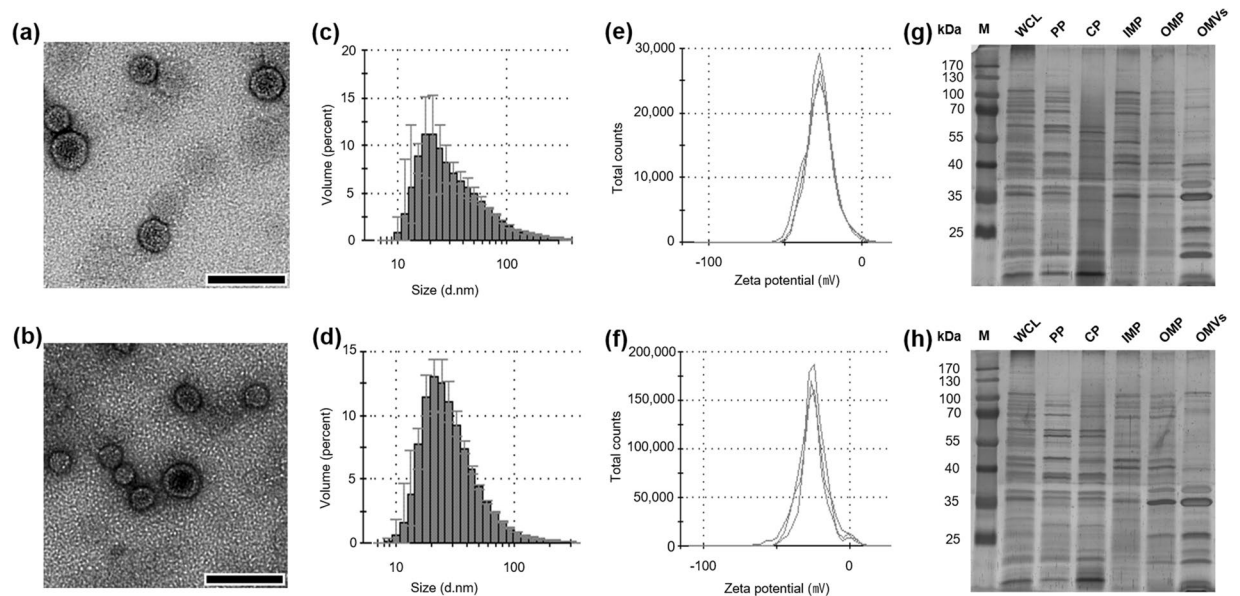 (a)
(c)
20
15
10
5
0
Volume (percent)
10 100
Size (d.nm)
(e)
30,000
20,000
10,000
0
Total counts
-100 0
Zeta potential (mV)
(g) kDa M WCL PP CP IMP OMP OMVs
170
130
100
70
55
40
35
25
(b)
(d)
15
10
5
0
Volume (percent)
10 100
Size (d.nm)
(f)
200,000
150,000
100,000
50,000
0
Total counts
-100 0
Zeta potential (mV)
(h) kDa M WCL PP CP IMP OMP OMVs
170
130
100
70
55
40
35
25